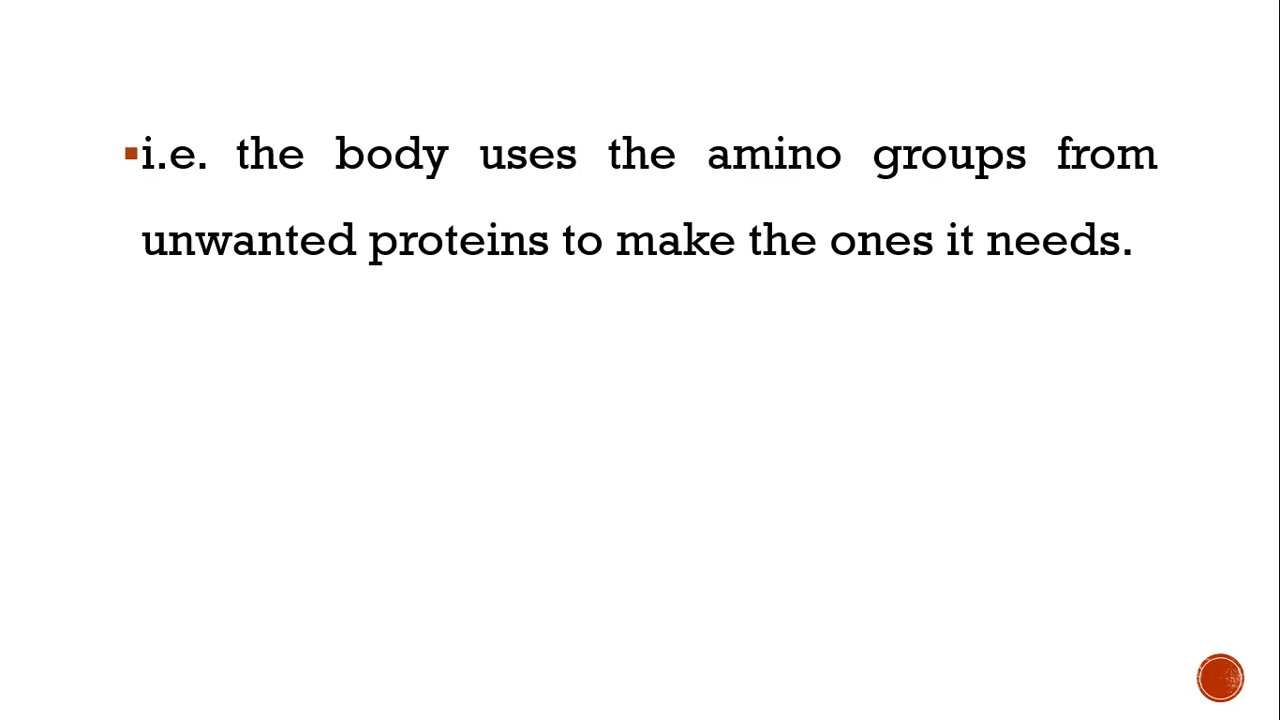 ▪i.e. the body uses the amino groups from
unwanted proteins to make the ones it needs.